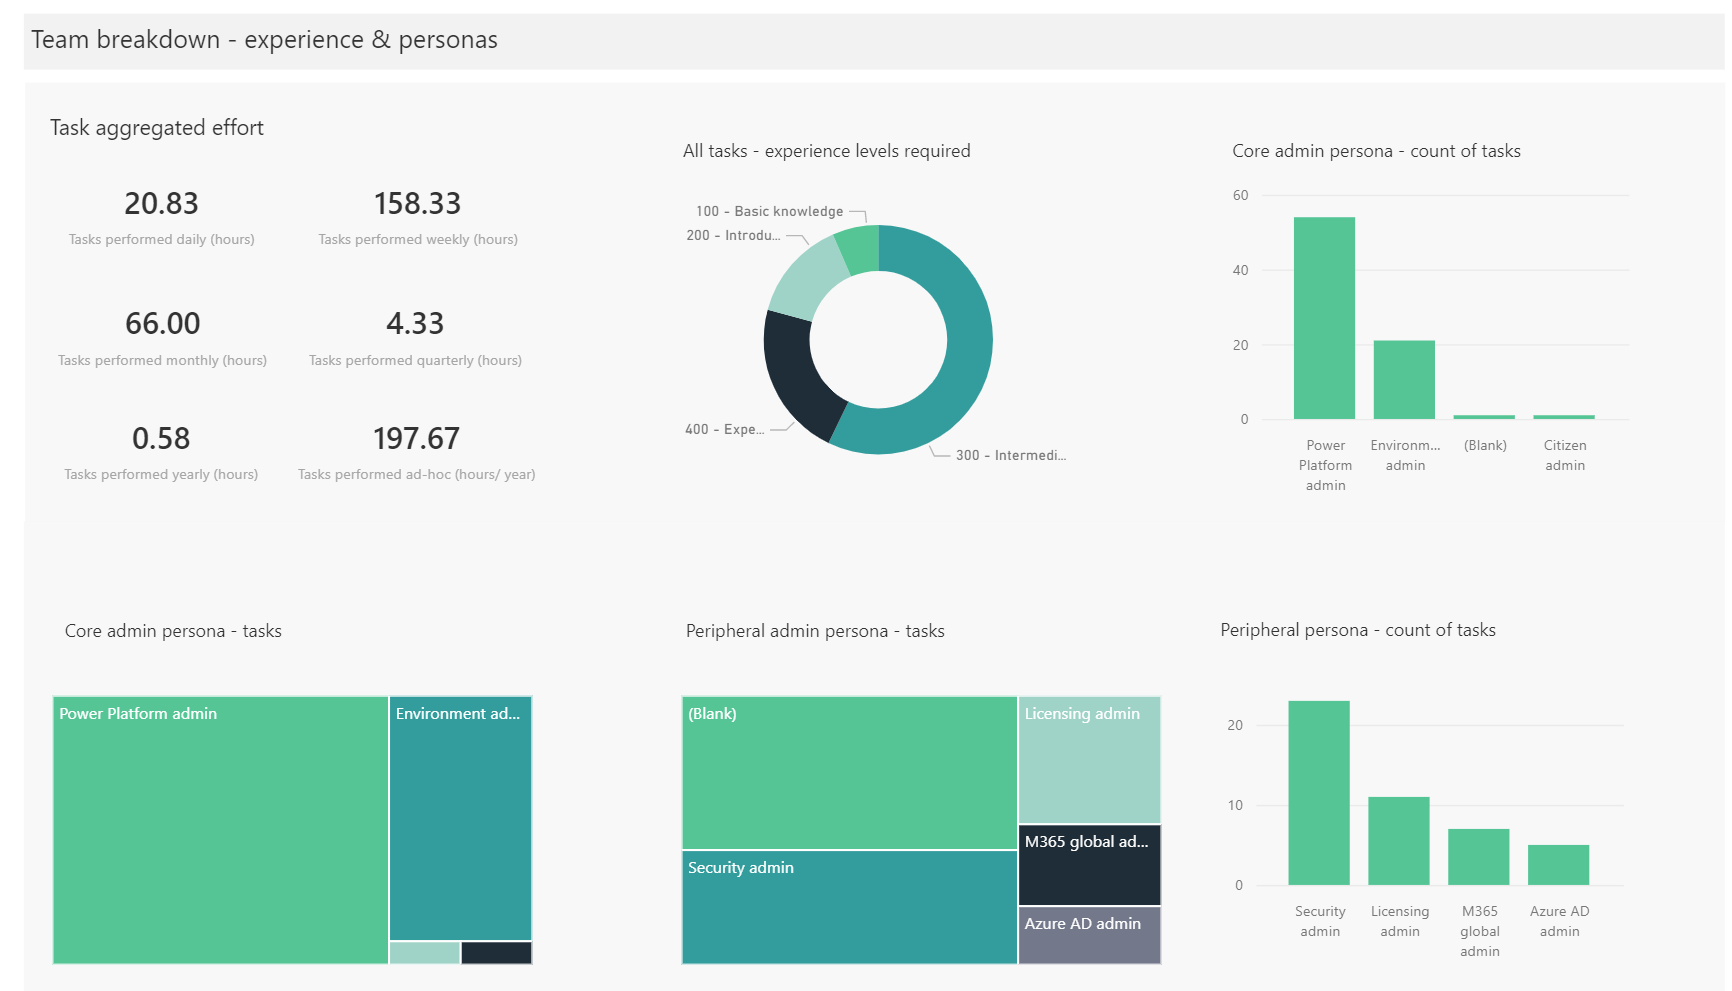 Team breakdown - experience & personas
Task aggregated effort
20.83
Tasks performed daily (hours)
158.33
Tasks performed weekly (hours)
66.00
Tasks performed monthly (hours)
4.33
Tasks performed quarterly (hours)
0.58
Tasks performed yearly (hours)
197.67
Tasks performed ad-hoc (hours/ year)
All tasks - experience levels required
100 - Basic knowledge
200 - Introdu...
400 - Expe...
300 - Intermedi...
Core admin persona - count of tasks
60
40
20
0
Power
Platform
admin
Environm...
admin
(Blank)
Citizen
admin
Core admin persona - tasks
Power Platform admin
Environment ad...
Peripheral admin persona - tasks
(Blank)
Licensing admin
M365 global ad...
Security admin
Azure AD admin
Peripheral persona - count of tasks
20
10
0
Security
admin
Licensing
admin
M365
global
admin
Azure AD
admin